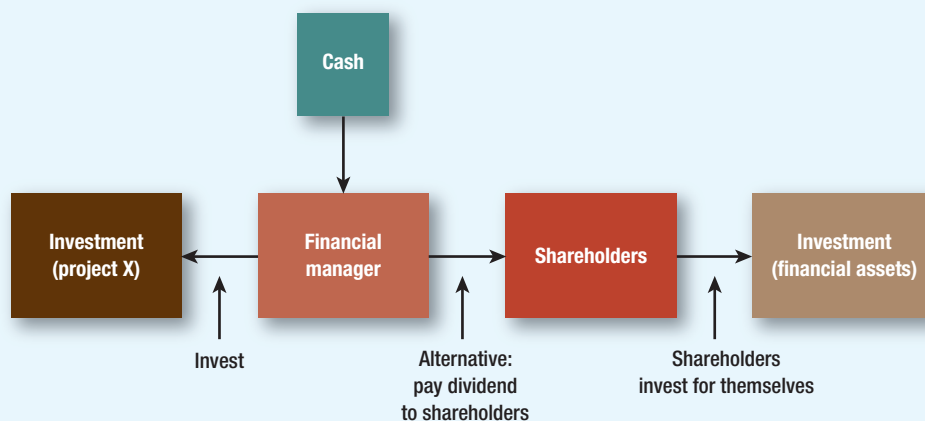 Cash
Investment
(project X)
Financial
manager
Shareholders
Investment
(financial assets)
Invest
Alternative:
pay dividend
to shareholders
Shareholders
invest for themselves